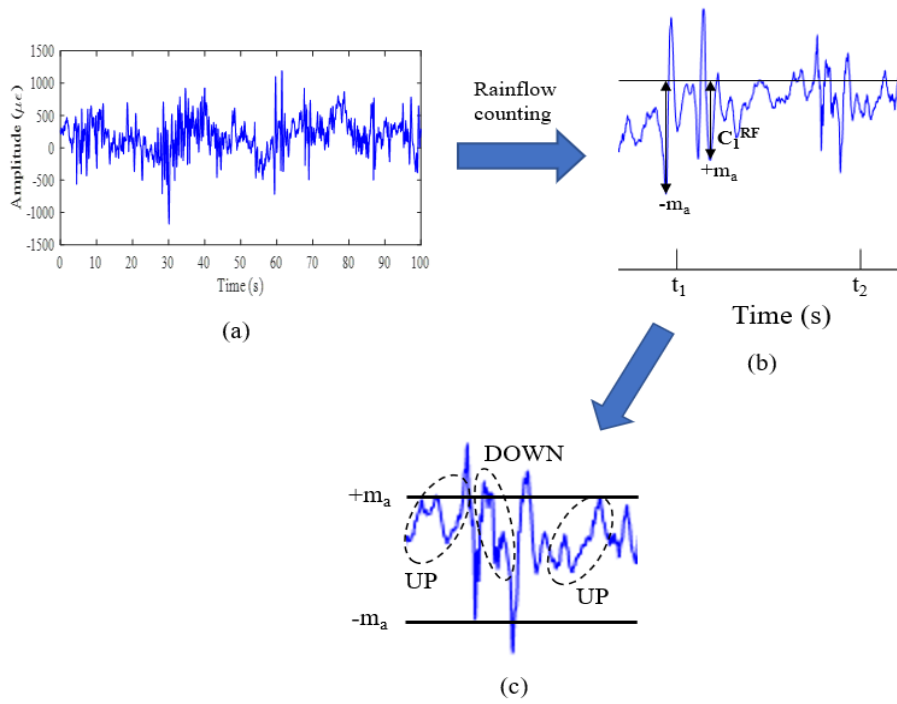 1500
1000
500
0
-500
-1000
-1500
Amplitude (με)
0 10 20 30 40 50 60 70 80 90 100
Time (s)
(a)
Rainflow
counting
C₁ᴿᶠ
+mₐ
-mₐ
t₁ t₂
Time (s)
(b)
DOWN
+mₐ
UP
UP
-mₐ
(c)